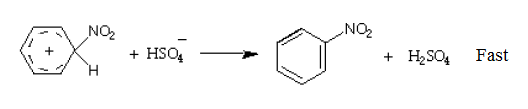 + NO₂ H + HSO₄⁻ NO₂ + H₂SO₄ Fast